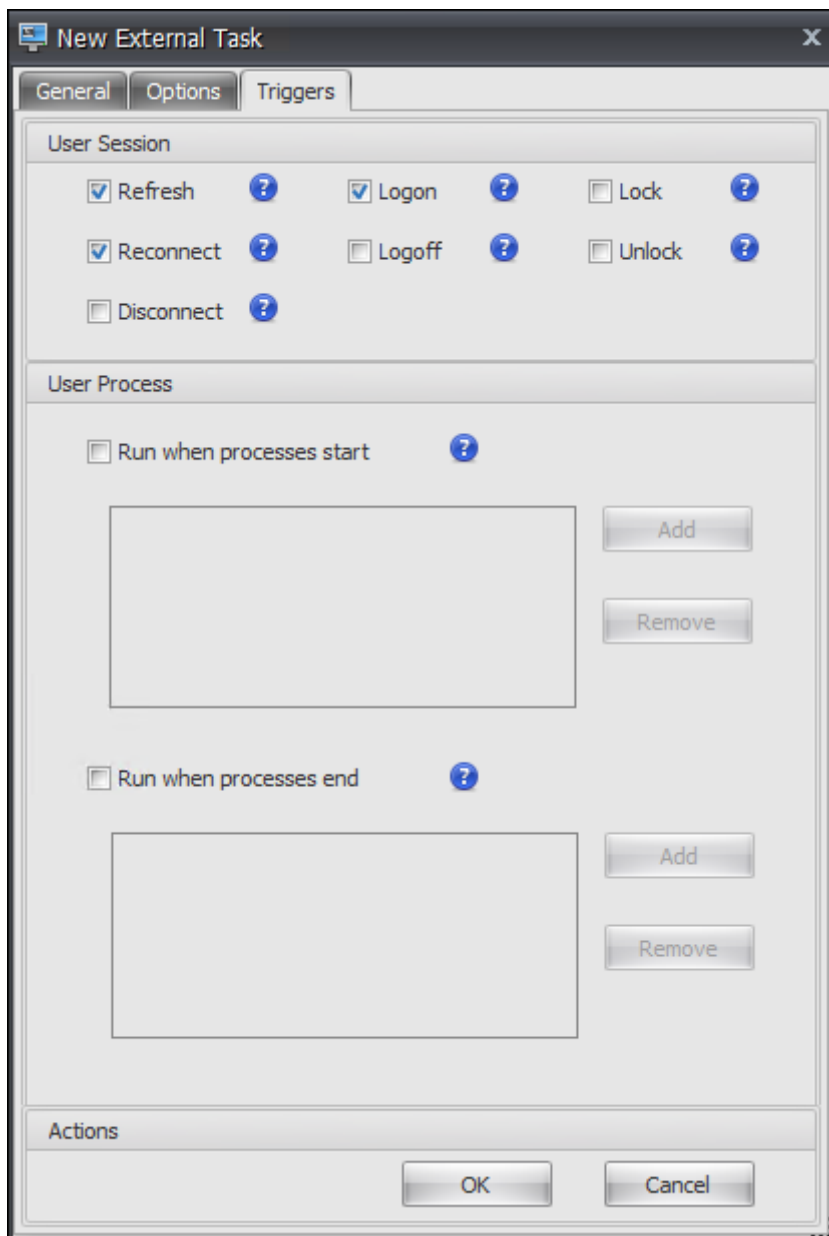 New External Task
General Options Triggers
User Session
Refresh Logon Lock
Reconnect Logoff Unlock
Disconnect
User Process
Run when processes start
Add
Remove
Run when processes end
Add
Remove
Actions
OK Cancel